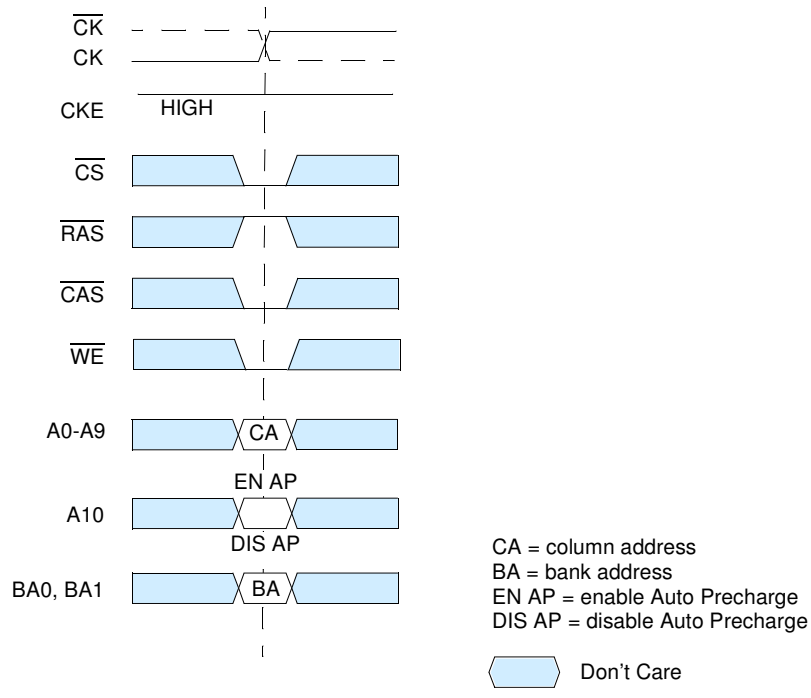 CK
CK
CKE HIGH
CS
RAS
CAS
WE
A0-A9 CA
EN AP
A10
DIS AP
BA0, BA1 BA
CA = column address
BA = bank address
EN AP = enable Auto Precharge
DIS AP = disable Auto Precharge
Don't Care